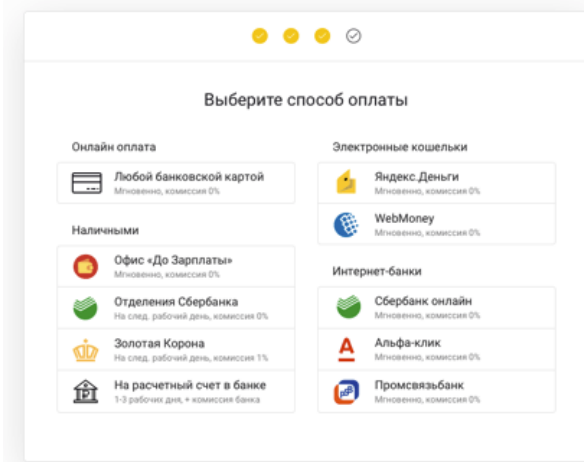 Выберите способ оплаты
Онлайн оплата
Любой банковской картой
Мгновенно, комиссия 0%
Наличными
Офис «До Зарплаты»
Мгновенно, комиссия 0%
Отделения Сбербанка
На след. рабочий день, комиссия 0%
Золотая Корона
На след. рабочий день, комиссия 1%
На расчетный счет в банке
1-3 рабочих дня, + комиссия банка
Электронные кошельки
Яндекс.Деньги
Мгновенно, комиссия 0%
WebMoney
Мгновенно, комиссия 0%
Интернет-банки
Сбербанк онлайн
Мгновенно, комиссия 0%
Альфа-клик
Мгновенно, комиссия 0%
Промсвязьбанк
Мгновенно, комиссия 0%